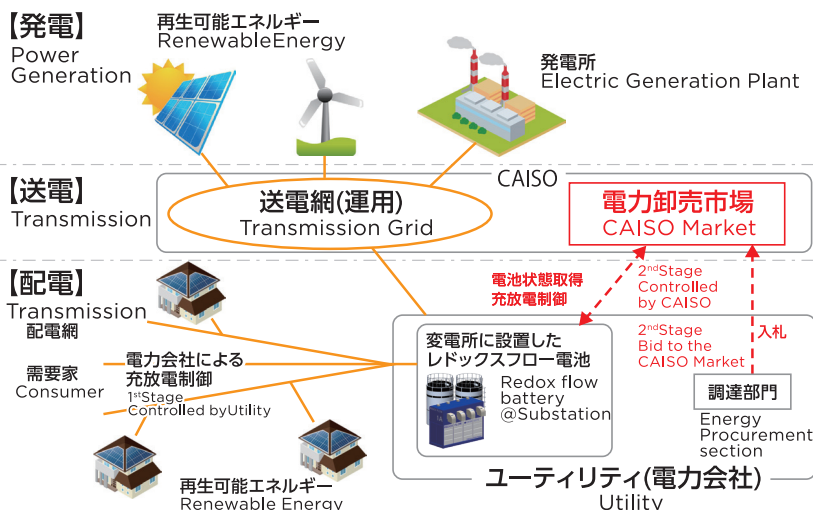 【発電】
Power
Generation
再生可能エネルギー
RenewableEnergy
発電所
Electric Generation Plant
【送電】
Transmission
CAISO
送電網(運用)
Transmission Grid
電力卸売市場
CAISO Market
【配電】
Transmission
配電網
需要家
Consumer
電力会社による
充放電制御
1stStage
Controlled byUtility
再生可能エネルギー
Renewable Energy
電池状態取得
充放電制御
2ndStage
Controlled
by CAISO
2ndStage
Bid to the
CAISO Market
入札
変電所に設置した
レドックスフロー電池
Redox flow
battery
@Substation
調達部門
Energy
Procurement
section
ユーティリティ(電力会社)
Utility